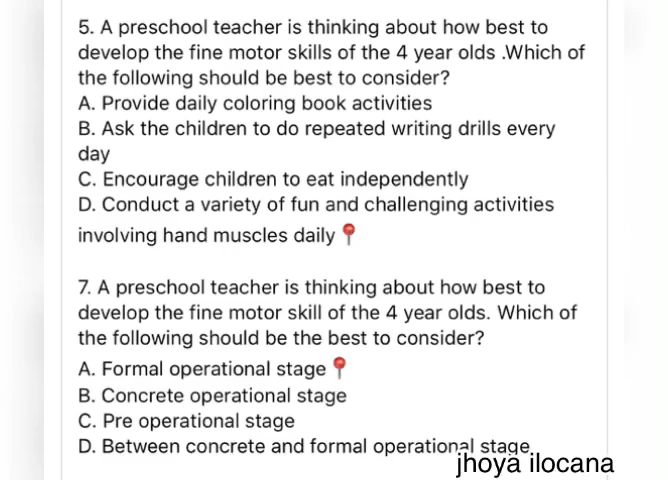 5. A preschool teacher is thinking about how best to
develop the fine motor skills of the 4 year olds .Which of
the following should be best to consider?
A. Provide daily coloring book activities
B. Ask the children to do repeated writing drills every
day
C. Encourage children to eat independently
D. Conduct a variety of fun and challenging activities
involving hand muscles daily📍
7. A preschool teacher is thinking about how best to
develop the fine motor skill of the 4 year olds. Which of
the following should be the best to consider?
A. Formal operational stage📍
B. Concrete operational stage
C. Pre operational stage
D. Between concrete and formal operational stage
jhoya ilocana